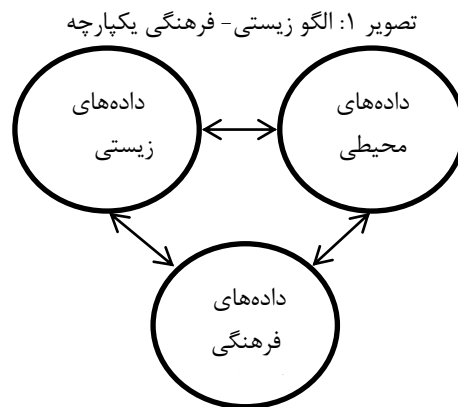 تصویر ۱: الگو زیستی- فرهنگی یکپارچه
داده‌های
محیطی
داده‌های
زیستی
داده‌های
فرهنگی